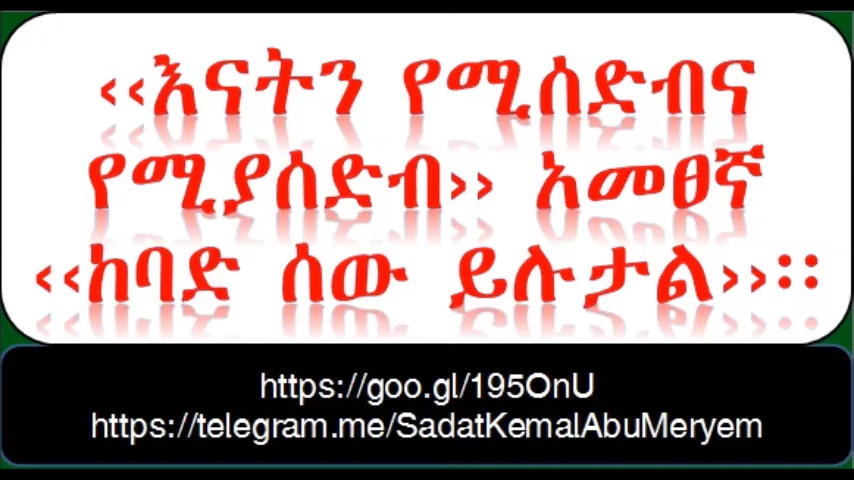 ‹‹እናትን የሚሰድብና
የሚያሰድብ›› አመፀኛ
‹‹ከባድ ሰው ይሉታል››።
https://goo.gl/195OnU
https://telegram.me/SadatKemalAbuMeryem